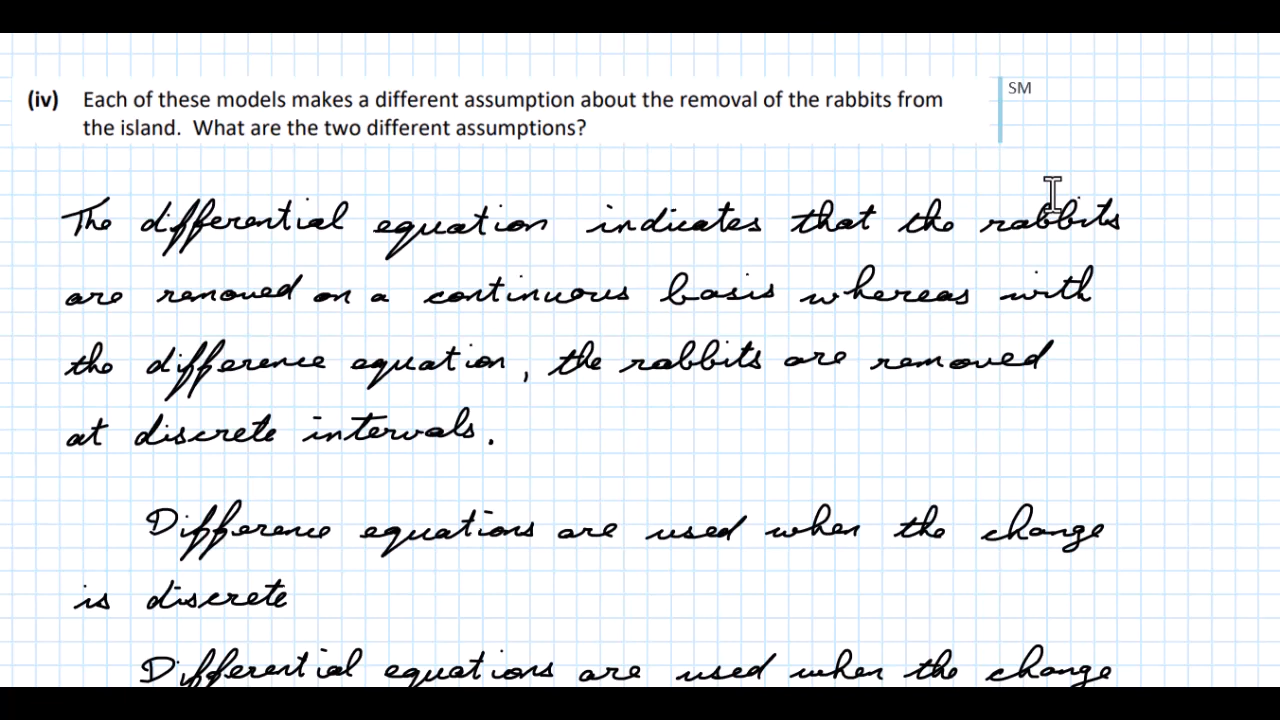 (iv) Each of these models makes a different assumption about the removal of the rabbits from
the island. What are the two different assumptions?
SM
The differential equation indicates that the rabbits
are removed on a continuous basis whereas with
the difference equation, the rabbits are removed
at discrete intervals.
Difference equations are used when the change
is discrete
Differential equations are used when the change